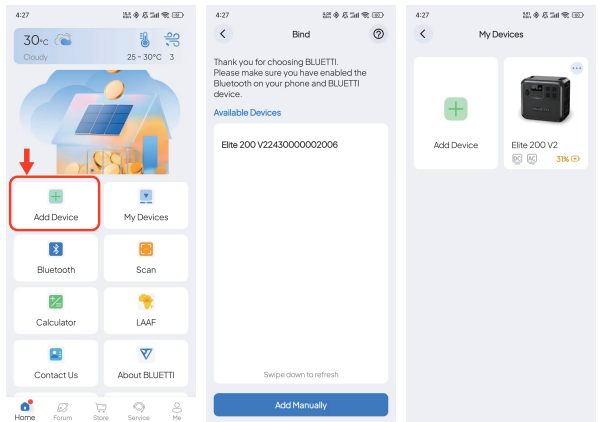 4:27
30°C
Cloudy
25 ~ 30°C 3
Add Device
My Devices
Bluetooth
Scan
Calculator
LAAF
Contact Us
About BLUETTI
Home
Forum
Store
Service
Me
4:27
Bind
Thank you for choosing BLUETTI.
Please make sure you have enabled the
Bluetooth on your phone and BLUETTI
device.
Available Devices
Elite 200 V22430000002006
Swipe down to refresh
Add Manually
4:27
My Devices
Add Device
Elite 200 V2
DC AC 31%